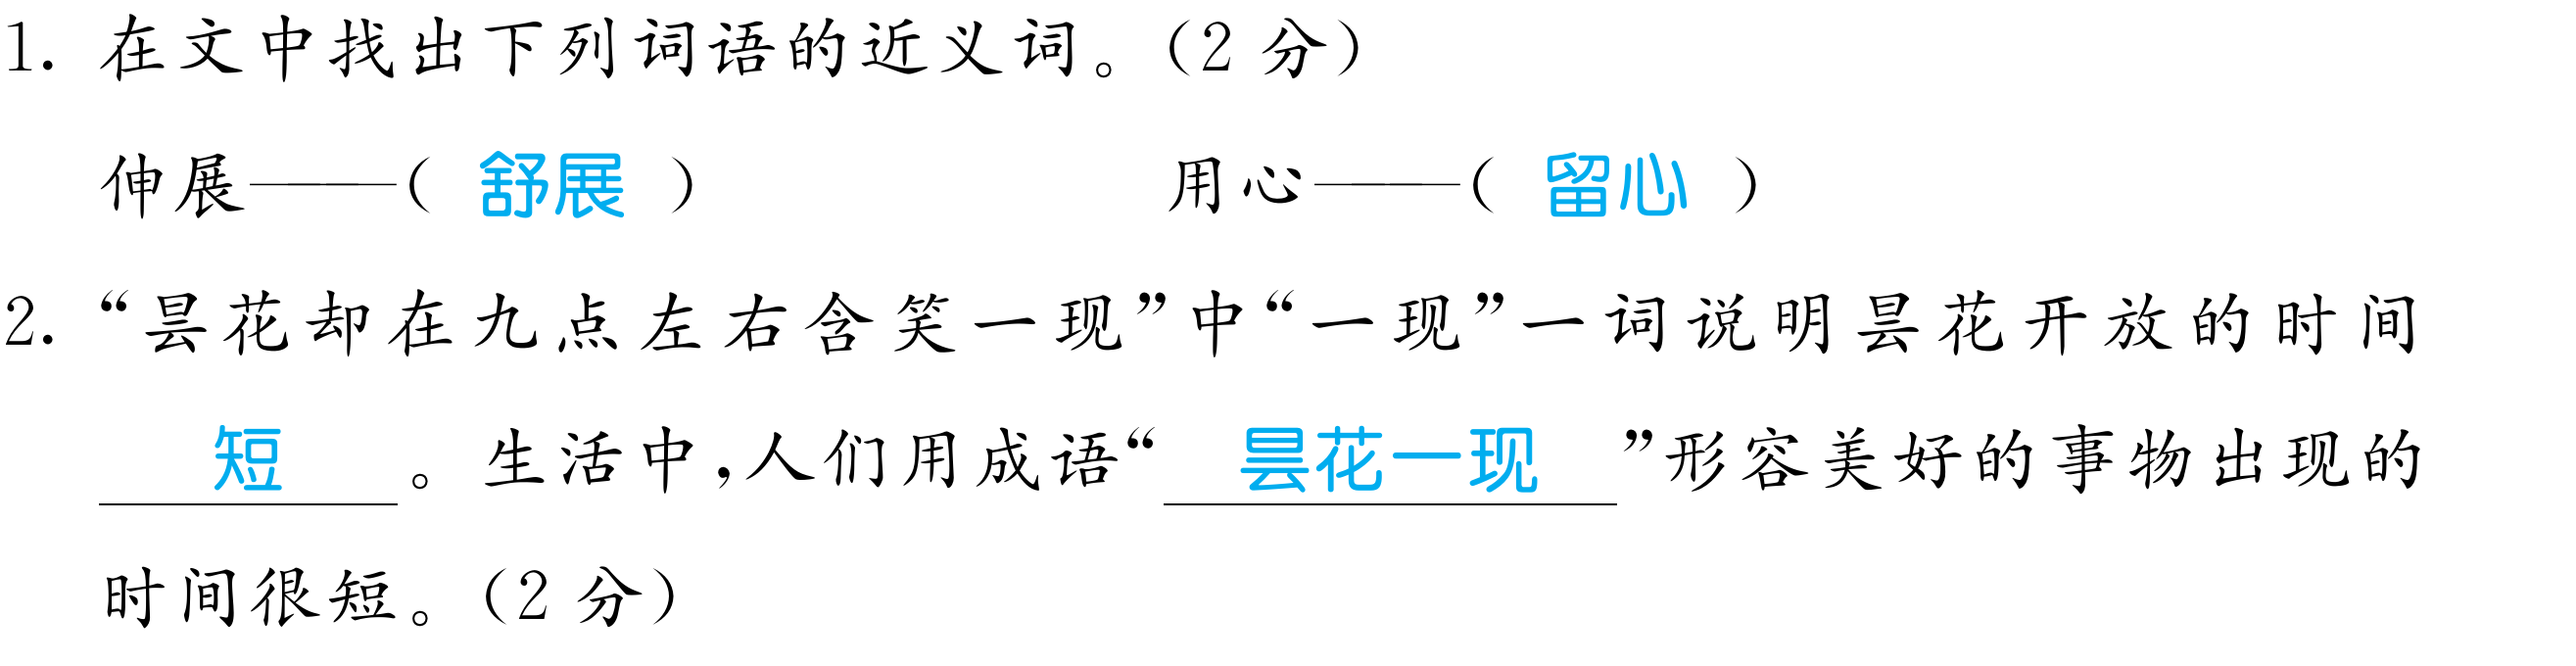 1. 在文中找出下列词语的近义词。(2 分)
伸展——( 舒展 ) 用心——( 留心 )
2. “昙花却在九点左右含笑一现”中“一现”一词说明昙花开放的时间
短。生活中,人们用成语“昙花一现”形容美好的事物出现的
时间很短。(2 分)